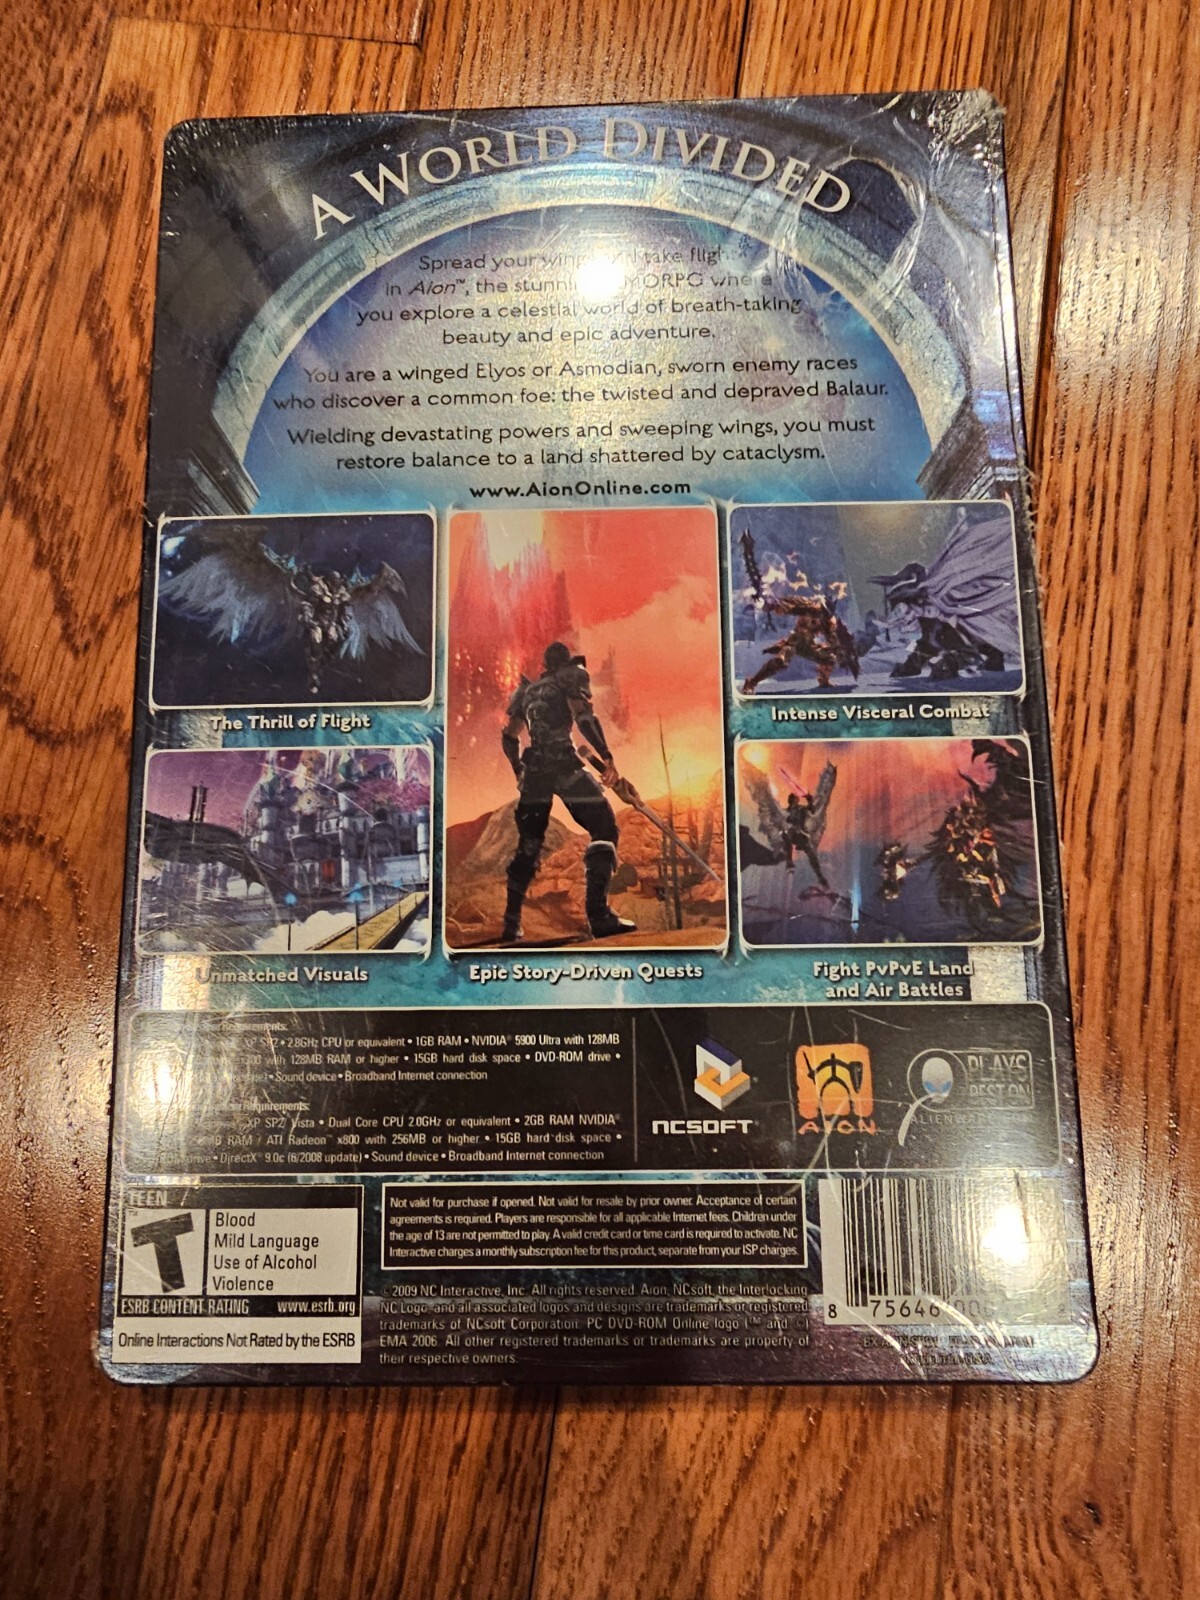 A WORLD DIVIDED
Spread your take
in Aion™, the where
you explore a celestial world of breath-taking
beauty and epic adventure.
You are a winged Elyos or Asmodian, sworn enemy races
who discover a common foe: the twisted and depraved Balaur.
Wielding devastating powers and sweeping wings, you must
restore balance to a land shattered by cataclysm.
www.AionOnline.com
The Thrill of Flight
Intense Visceral Combat
Unmatched Visuals
Epic Story-Driven Quests
Fight PvPvE Land
and Air Battles
Requirements:
XP SP2 • 2.8GHz CPU or equivalent • 1GB RAM • NVIDIA® 5900 Ultra with 128MB
with 128MB RAM or higher • 15GB hard disk space • DVD-ROM drive •
• Sound device • Broadband Internet connection
Requirements:
XP SP2/ Vista • Dual Core CPU 2.0GHz or equivalent • 2GB RAM NVIDIA®
RAM / ATI Radeon™ x800 with 256MB or higher • 15GB hard disk space •
drive • DirectX® 9.0c (6/2008 update) • Sound device • Broadband Internet connection
NCSOFT®
AION
PLAYS
BEST ON
TEEN
T
Blood
Mild Language
Use of Alcohol
Violence
ESRB CONTENT RATING www.esrb.org
Online Interactions Not Rated by the ESRB
Not valid for purchase if opened. Not valid for resale by prior owner. Acceptance of certain
agreements is required. Players are responsible for all applicable Internet fees. Children under
the age of 13 are not permitted to play. A valid credit card or time card is required to activate. NC
Interactive charges a monthly subscription fee for this product, separate from your ISP charges.
© 2009 NC Interactive, Inc. All rights reserved. Aion, NCsoft, the Interlocking
NC Logo, and all associated logos and designs are trademarks or registered
trademarks of NCsoft Corporation. PC DVD-ROM Online logo (™ and ©)
EMA 2006. All other registered trademarks or trademarks are property of
their respective owners.
8 75646